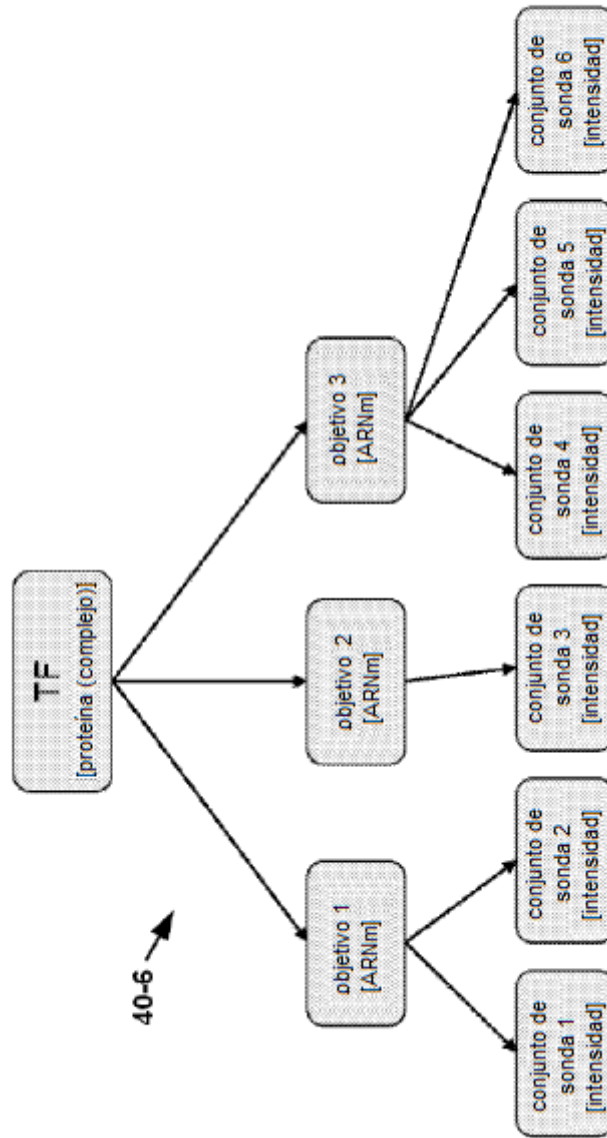 TF
[proteína (complejo)]
40-6
objetivo 1
[ARNm]
objetivo 2
[ARNm]
objetivo 3
[ARNm]
conjunto de
sonda 1
[intensidad]
conjunto de
sonda 2
[intensidad]
conjunto de
sonda 3
[intensidad]
conjunto de
sonda 4
[intensidad]
conjunto de
sonda 5
[intensidad]
conjunto de
sonda 6
[intensidad]